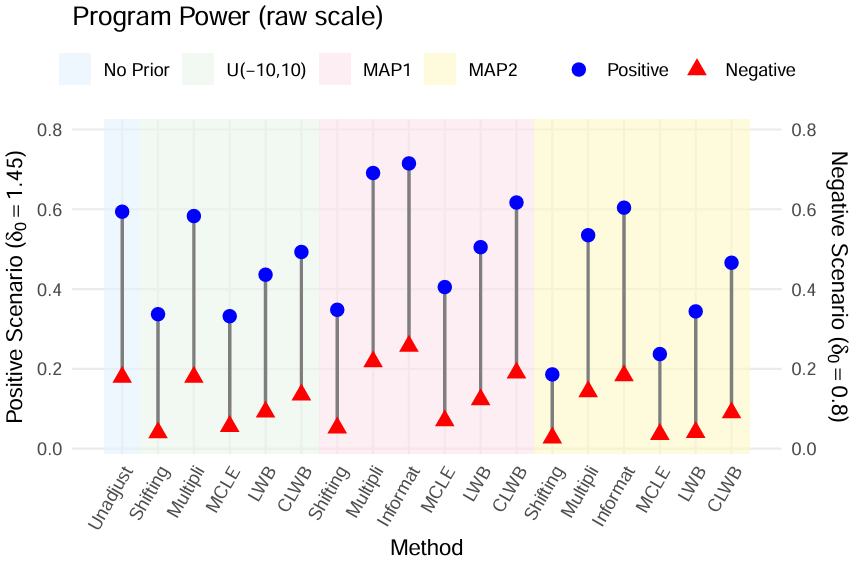 Program Power (raw scale)
No Prior U(−10,10) MAP1 MAP2 Positive Negative
Positive Scenario (δ0 = 1.45)
0.8
0.6
0.4
0.2
0.0
0.8
0.6
0.4
0.2
0.0
Negative Scenario (δ0 = 0.8)
Unadjust Shifting Multipli MCLE LWB CLWB Shifting Multipli Informat MCLE LWB CLWB Shifting Multipli Informat MCLE LWB CLWB
Method